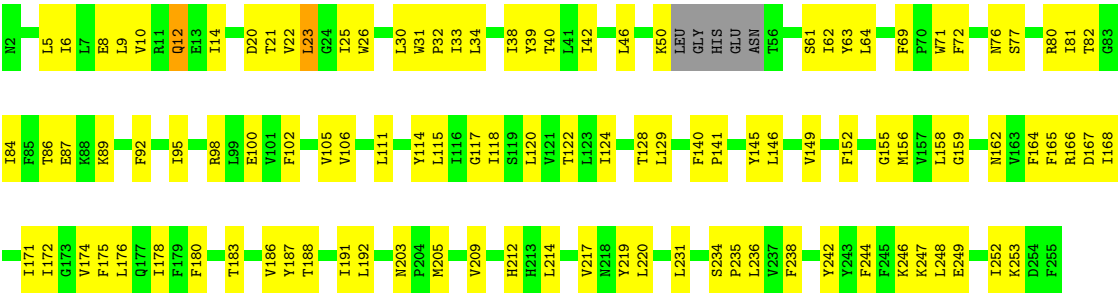 N2 L5 I6 L7 E8 L9 V10 R11 Q12 E13 I14 D20 T21 V22 L23 G24 I25 W26 L30 W31 P32 I33 L34 I38 Y39 T40 L41 I42 L46 K50 LEU GLY HIS GLU ASN T56 S61 I62 Y63 L64 F69 P70 W71 F72 N76 S77 R80 I81 T82 G83
I84 F85 T86 E87 K88 K89 F92 I95 R98 L99 E100 V101 F102 V105 V106 L111 Y114 L115 I116 G117 I118 S119 L120 V121 T122 L123 I124 T128 L129 F140 P141 Y145 L146 V149 F152 G155 M156 V157 L158 G159 N162 V163 F164 F165 R166 D167 I168
I171 I172 G173 V174 F175 L176 Q177 I178 F179 F180 T183 V186 Y187 T188 I191 L192 N203 P204 M205 V209 H212 H213 L214 V217 N218 Y219 L220 L231 S234 P235 L236 V237 F238 Y242 Y243 F244 F245 K246 K247 L248 E249 I252 K253 D254 F255